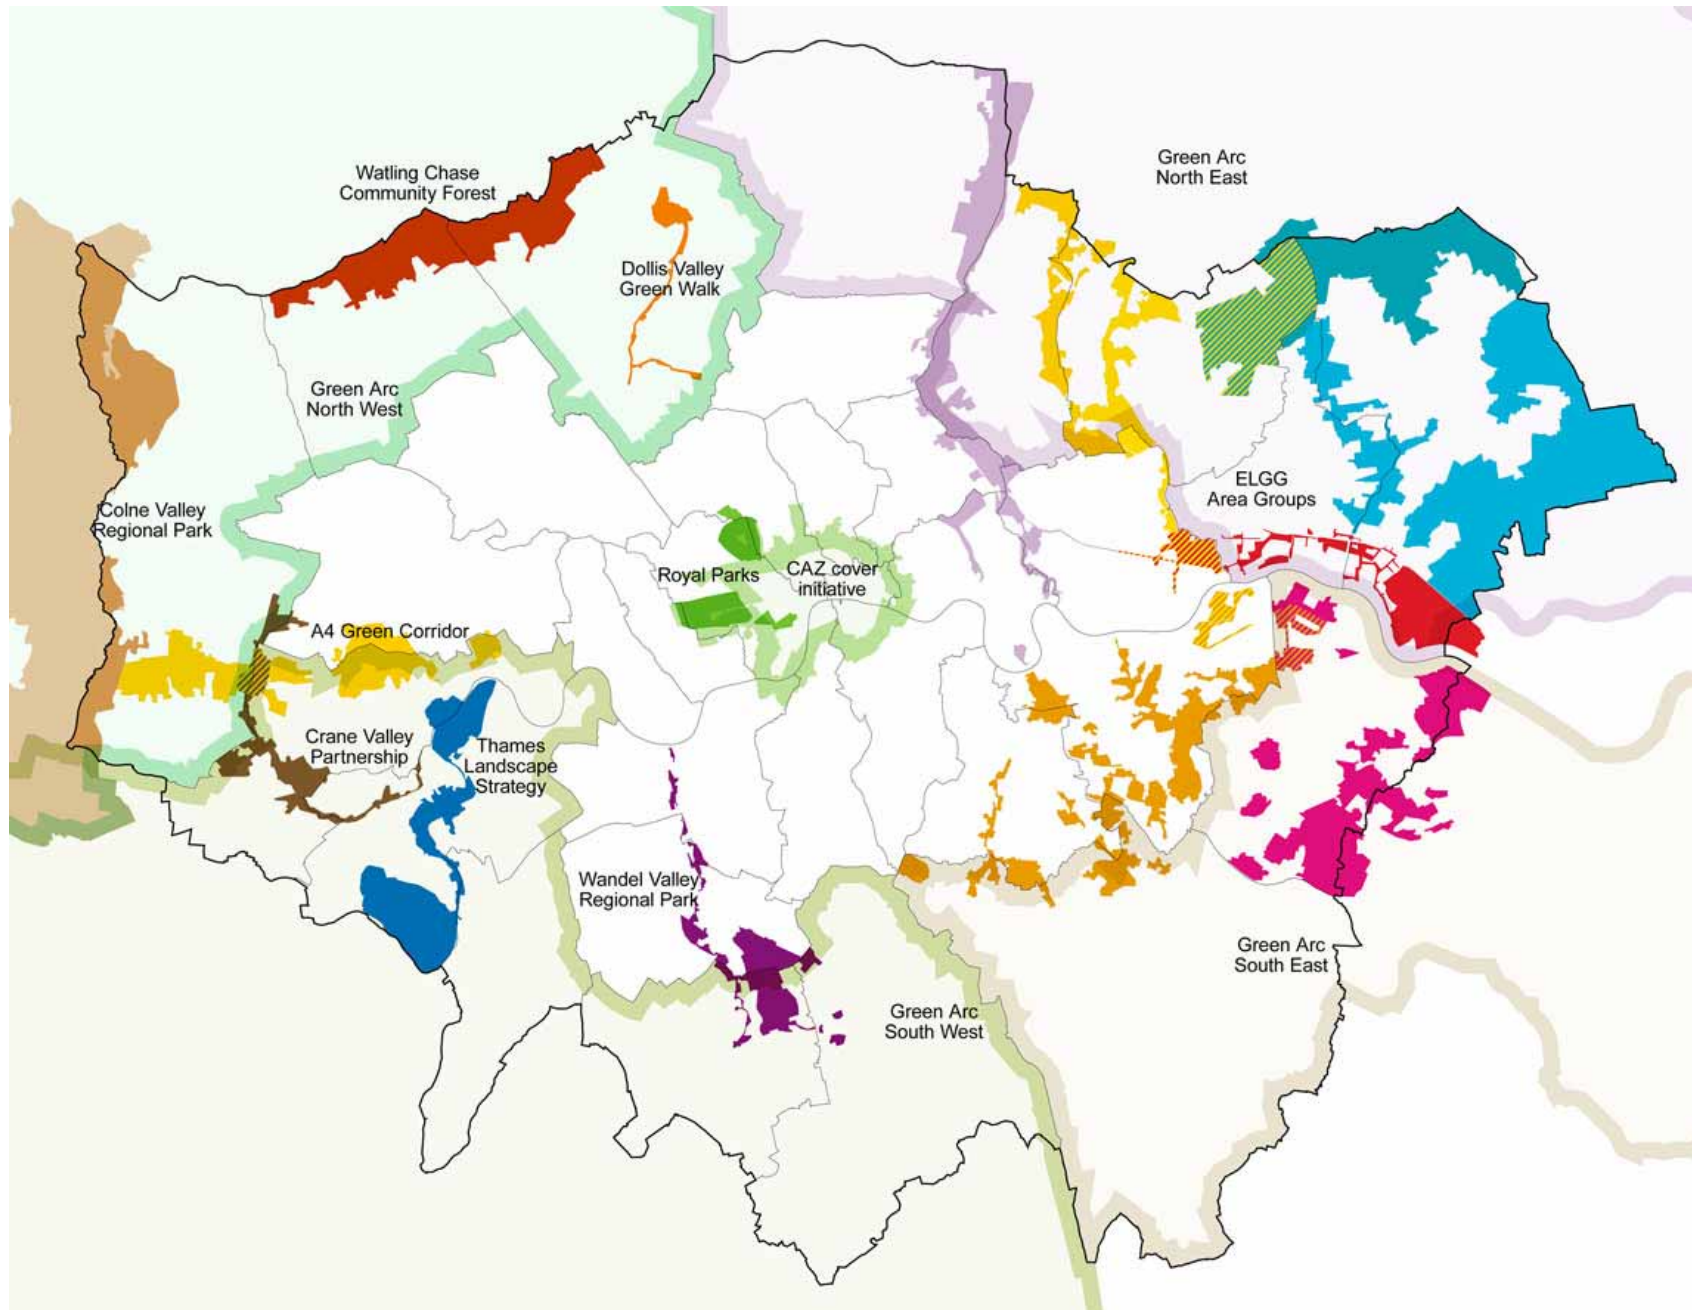 Green Arc
North East
Watling Chase
Community Forest
Dollis Valley
Green Walk
Green Arc
North West
ELGG
Area Groups
Colne Valley
Regional Park
Royal Parks
CAZ cover
initiative
A4 Green Corridor
Crane Valley
Partnership
Thames
Landscape
Strategy
Wandel Valley
Regional Park
Green Arc
South East
Green Arc
South West